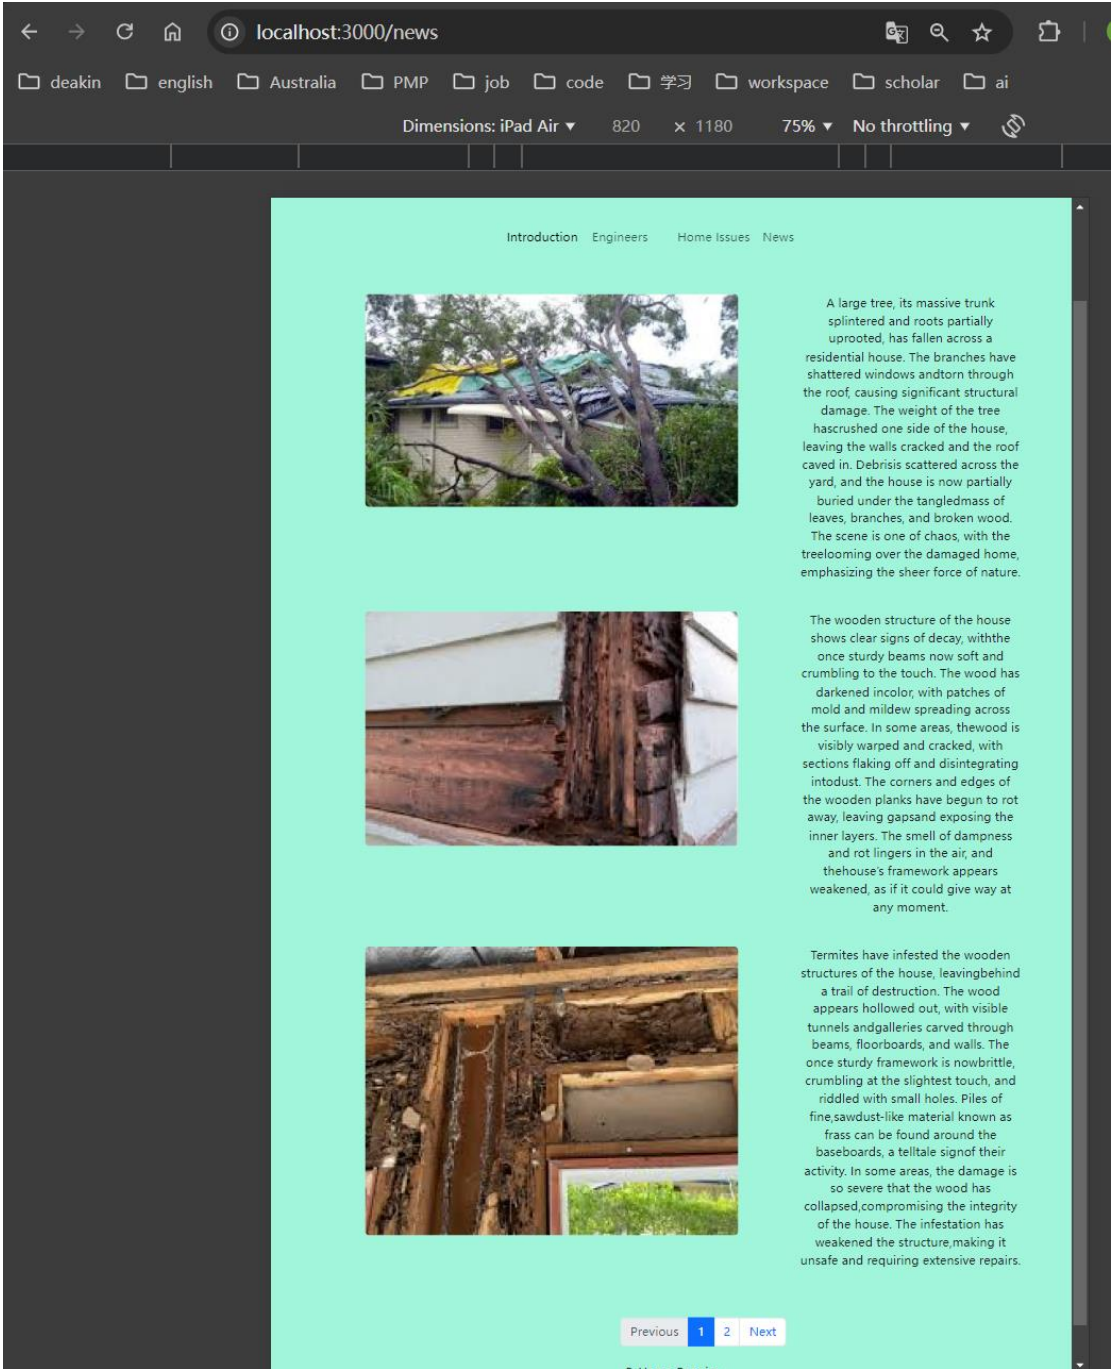 localhost:3000/news
deakin english Australia PMP job code 学习 workspace scholar ai
Dimensions: iPad Air ▼ 820 × 1180 75% ▼ No throttling ▼
Introduction Engineers Home Issues News
A large tree, its massive trunk
splintered and roots partially
uprooted, has fallen across a
residential house. The branches have
shattered windows andtorn through
the roof, causing significant structural
damage. The weight of the tree
hascrushed one side of the house,
leaving the walls cracked and the roof
caved in. Debrisis scattered across the
yard, and the house is now partially
buried under the tangledmass of
leaves, branches, and broken wood.
The scene is one of chaos, with the
treelooming over the damaged home,
emphasizing the sheer force of nature.
The wooden structure of the house
shows clear signs of decay, withthe
once sturdy beams now soft and
crumbling to the touch. The wood has
darkened incolor, with patches of
mold and mildew spreading across
the surface. In some areas, thewood is
visibly warped and cracked, with
sections flaking off and disintegrating
intodust. The corners and edges of
the wooden planks have begun to rot
away, leaving gapsand exposing the
inner layers. The smell of dampness
and rot lingers in the air, and
thehouse's framework appears
weakened, as if it could give way at
any moment.
Termites have infested the wooden
structures of the house, leavingbehind
a trail of destruction. The wood
appears hollowed out, with visible
tunnels andgalleries carved through
beams, floorboards, and walls. The
once sturdy framework is nowbrittle,
crumbling at the slightest touch, and
riddled with small holes. Piles of
fine,sawdust-like material known as
frass can be found around the
baseboards, a telltale signof their
activity. In some areas, the damage is
so severe that the wood has
collapsed,compromising the integrity
of the house. The infestation has
weakened the structure,making it
unsafe and requiring extensive repairs.
Previous 1 2 Next